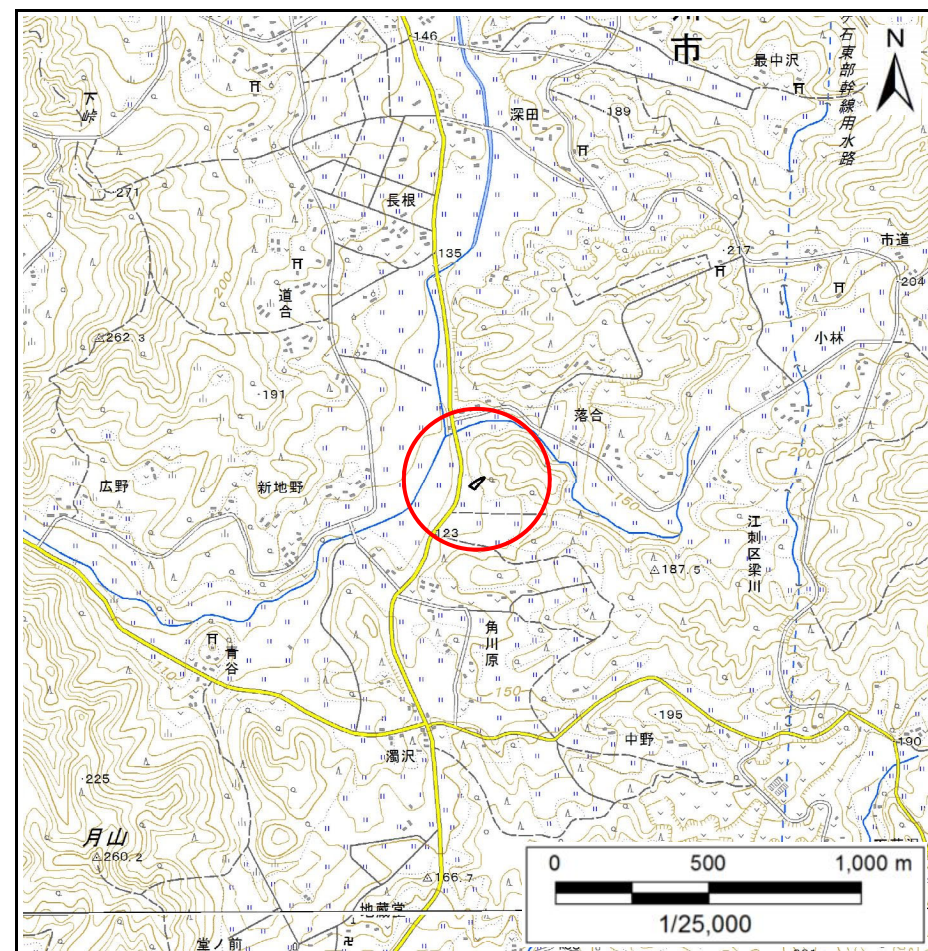 146
市
最中沢
石東部幹線用水路
N
下峠
深田
189
271
長根
135
217
市道
204
道合
小林
262.3
191
落合
200
広野
新地野
150
123
江刺区梁川
187.5
角川原
青谷
150
195
中野
190
濁沢
225
月山
260.2
166.7
地蔵堂
堂ノ前
0 500 1,000 m
1/25,000